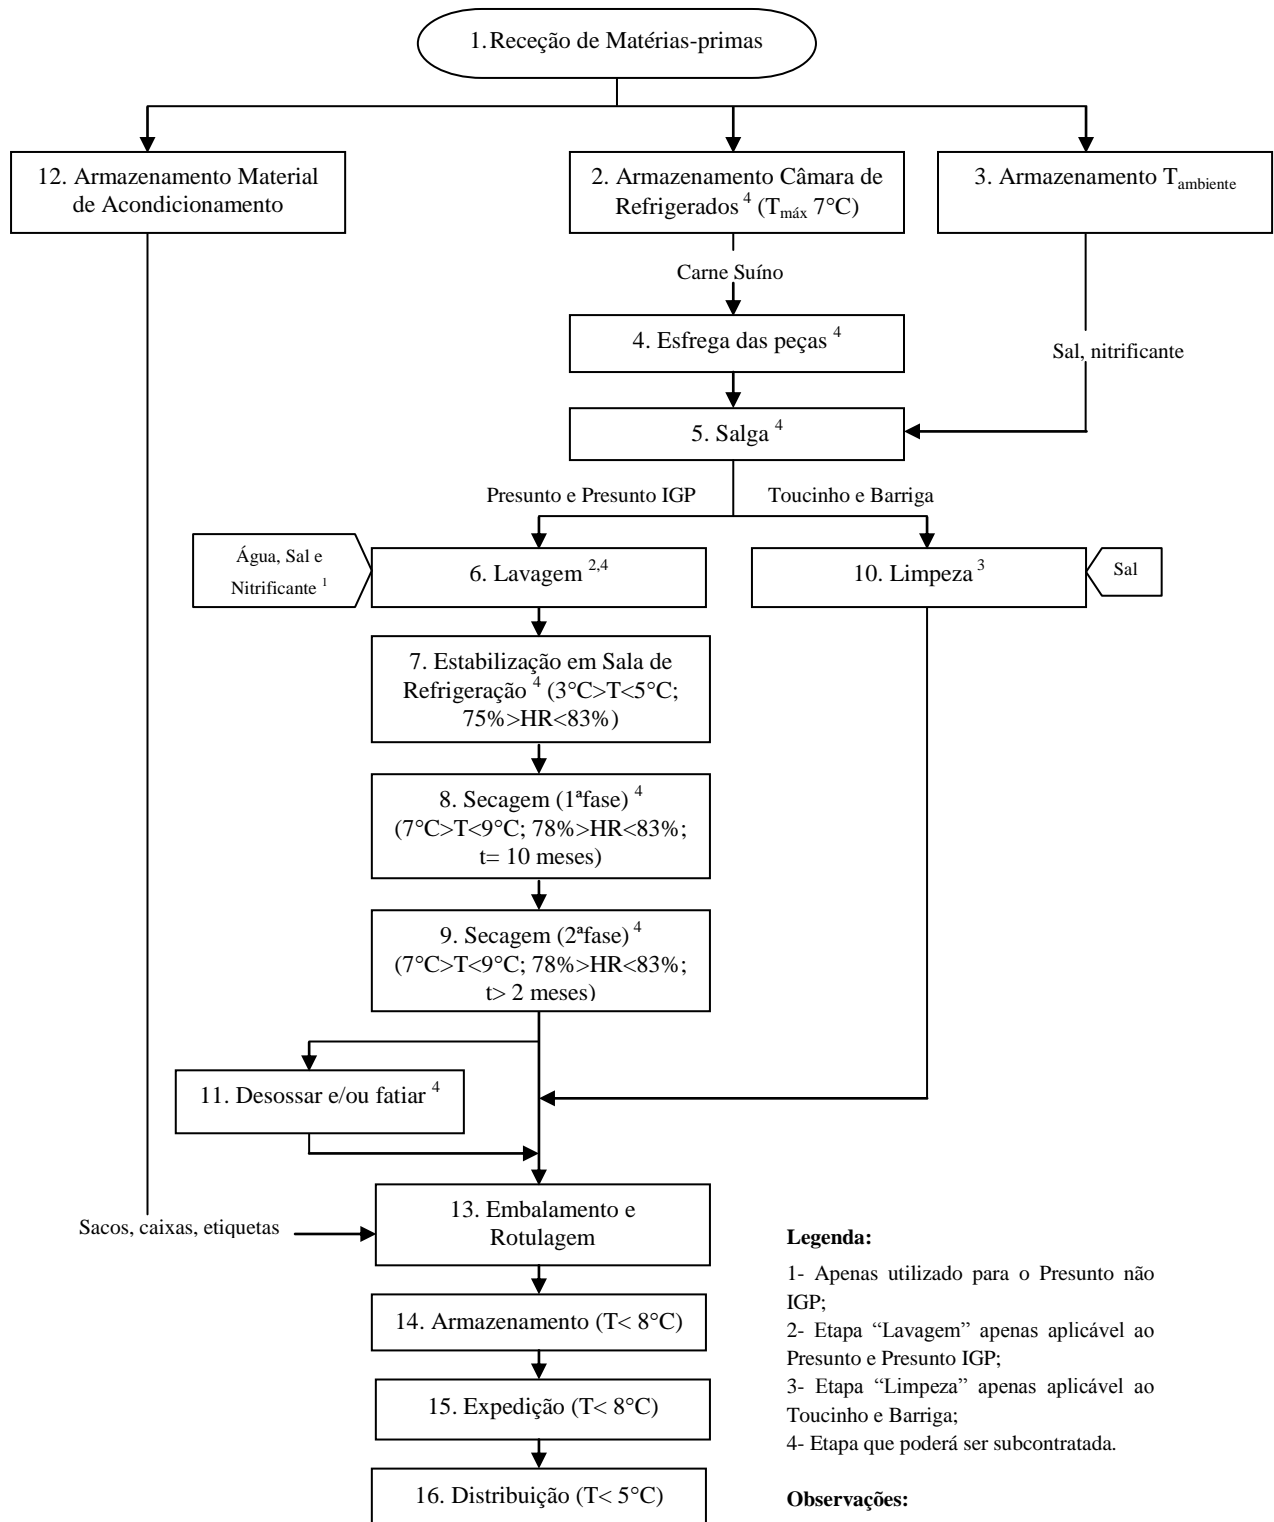 1. Receção de Matérias-primas
12. Armazenamento Material
de Acondicionamento
2. Armazenamento Câmara de
Refrigerados ⁴ (Tmáx 7°C)
3. Armazenamento Tambiente
Carne Suíno
4. Esfrega das peças ⁴
Sal, nitrificante
5. Salga ⁴
Presunto e Presunto IGP
Toucinho e Barriga
Água, Sal e
Nitrificante ¹
6. Lavagem ²,⁴
10. Limpeza ³
Sal
7. Estabilização em Sala de
Refrigeração ⁴ (3°C>T<5°C;
75%>HR<83%)
8. Secagem (1ªfase) ⁴
(7°C>T<9°C; 78%>HR<83%;
t= 10 meses)
9. Secagem (2ªfase) ⁴
(7°C>T<9°C; 78%>HR<83%;
t> 2 meses)
11. Desossar e/ou fatiar ⁴
Sacos, caixas, etiquetas
13. Embalamento e
Rotulagem
14. Armazenamento (T< 8°C)
15. Expedição (T< 8°C)
16. Distribuição (T< 5°C)
Legenda:
1- Apenas utilizado para o Presunto não
IGP;
2- Etapa “Lavagem” apenas aplicável ao
Presunto e Presunto IGP;
3- Etapa “Limpeza” apenas aplicável ao
Toucinho e Barriga;
4- Etapa que poderá ser subcontratada.
Observações: